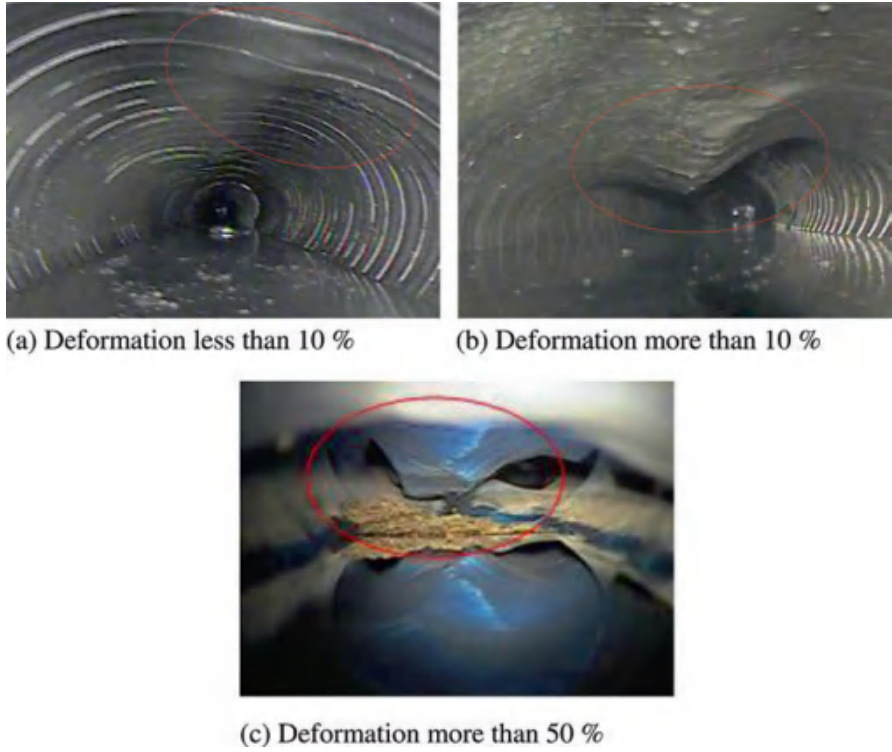 (a) Deformation less than 10 %
(b) Deformation more than 10 %
(c) Deformation more than 50 %